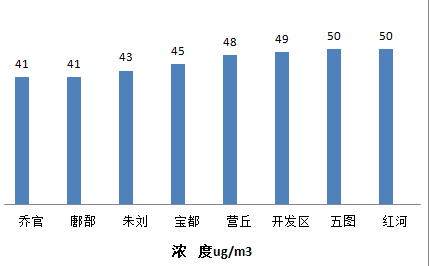 41 41 43 45 48 49 50 50
乔官 鄌郚 朱刘 宝都 营丘 开发区 五图 红河
浓 度ug/m3